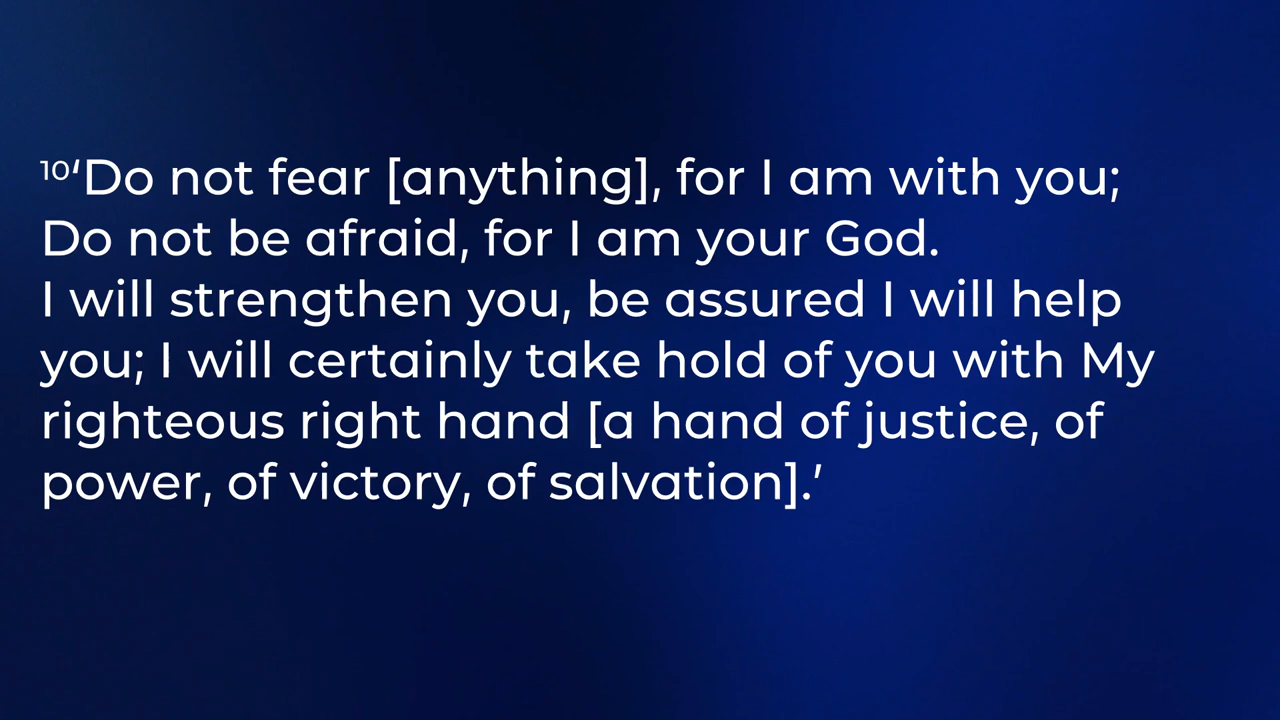 ¹⁰‘Do not fear [anything], for I am with you;
Do not be afraid, for I am your God.
I will strengthen you, be assured I will help
you; I will certainly take hold of you with My
righteous right hand [a hand of justice, of
power, of victory, of salvation].’